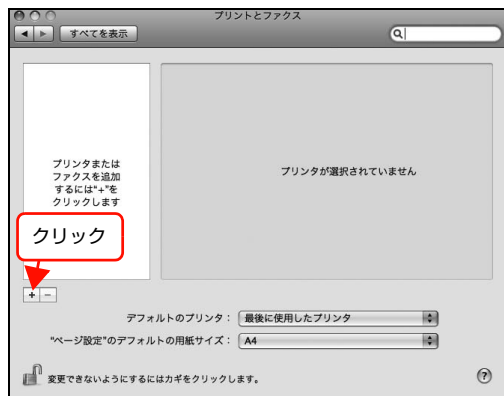 プリントとファクス
すべてを表示
プリンタまたは
ファクスを追加
するには“+”を
クリックします
プリンタが選択されていません
クリック
+ −
デフォルトのプリンタ： 最後に使用したプリンタ
“ページ設定”のデフォルトの用紙サイズ： A4
変更できないようにするにはカギをクリックします。
?